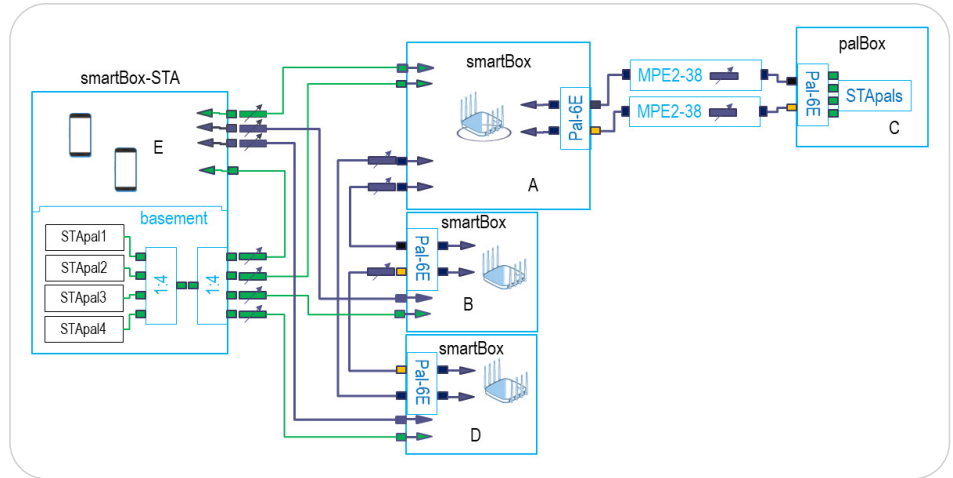 smartBox-STA
E
basement
STApal1
STApal2
STApal3
STApal4
1:4
1:4
smartBox
A
Pal-6E
MPE2-38
MPE2-38
palBox
Pal-6E
STApals
C
smartBox
Pal-6E
B
smartBox
Pal-6E
D